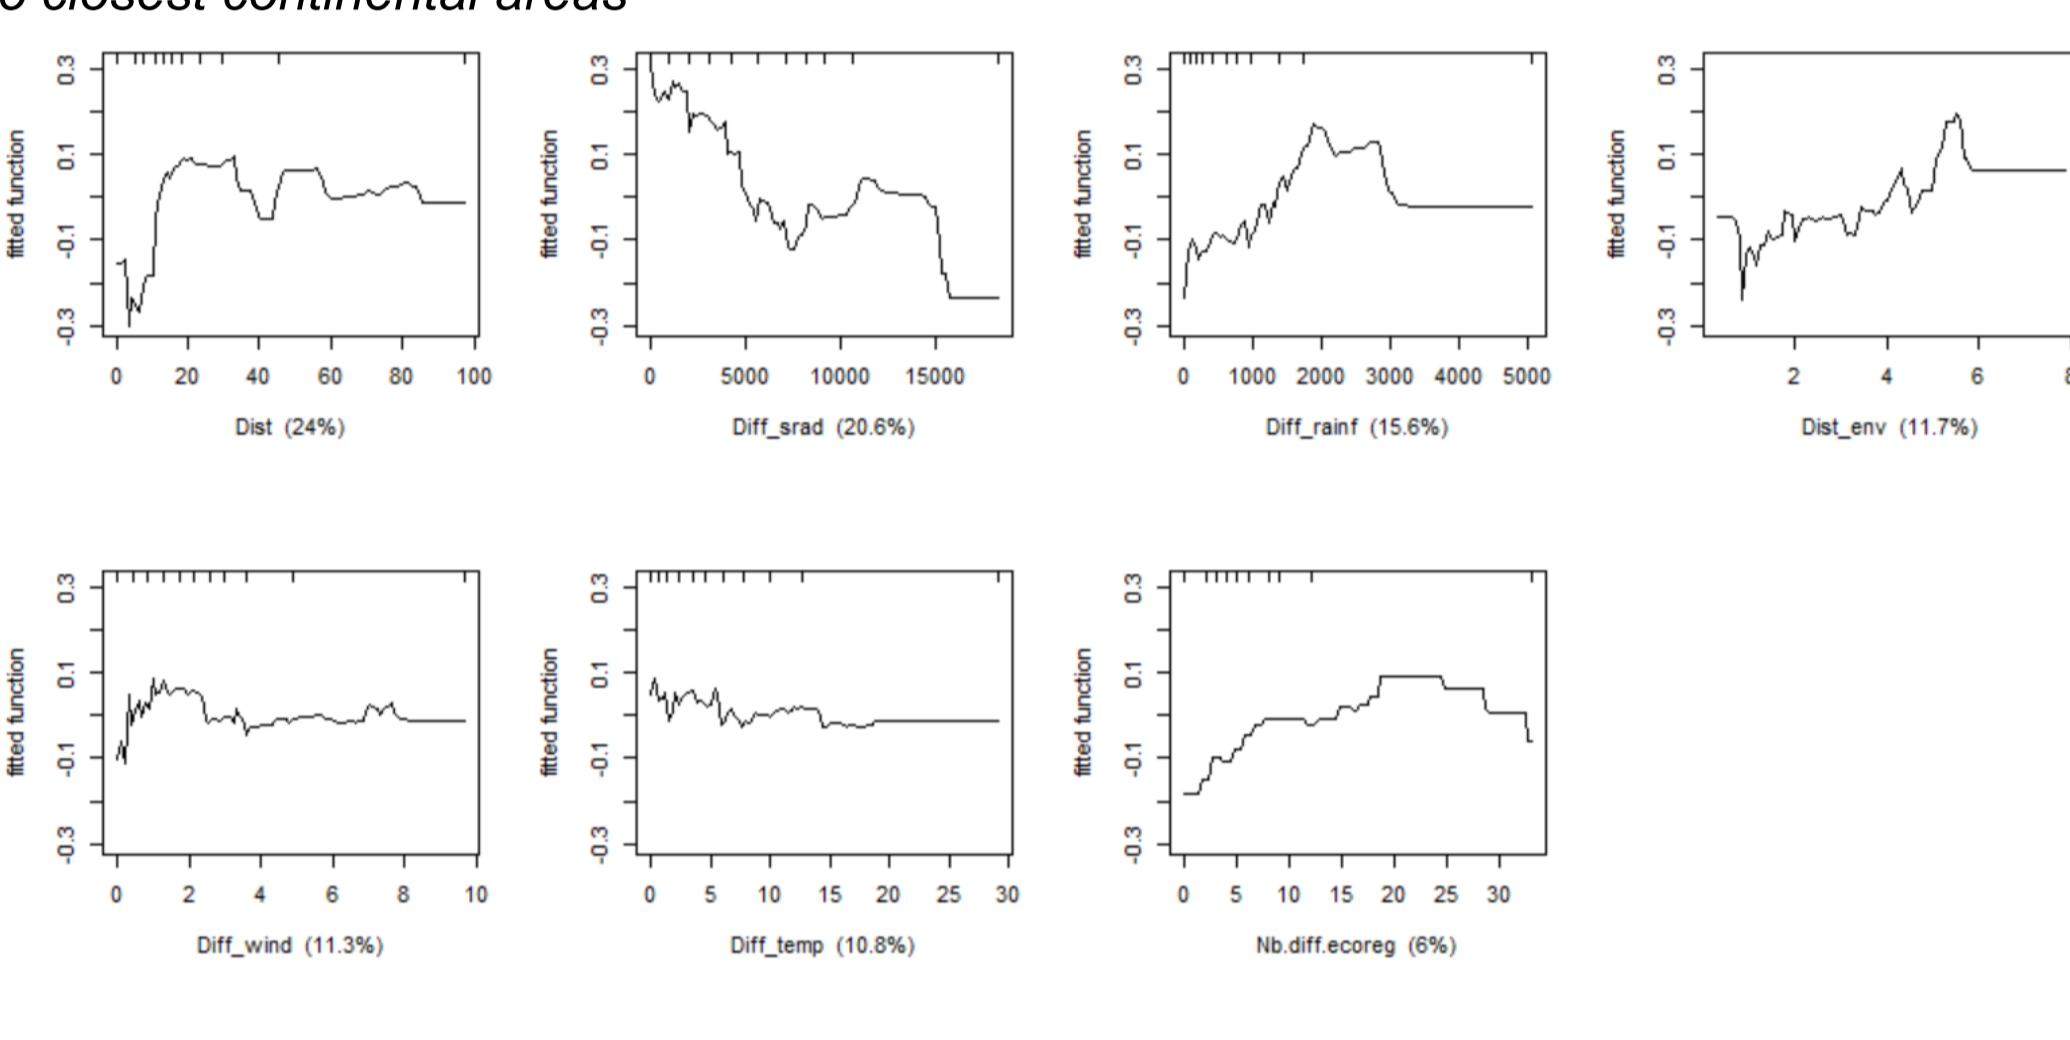 o closest continental areas
fitted function
0.3
0.1
-0.1
-0.3
0 20 40 60 80 100
Dist (24%)
fitted function
0.3
0.1
-0.1
-0.3
0 5000 10000 15000
Diff_srad (20.6%)
fitted function
0.3
0.1
-0.1
-0.3
0 1000 2000 3000 4000 5000
Diff_rainf (15.6%)
fitted function
0.3
0.1
-0.1
-0.3
2 4 6 8
Dist_env (11.7%)
fitted function
0.3
0.1
-0.1
-0.3
0 2 4 6 8 10
Diff_wind (11.3%)
fitted function
0.3
0.1
-0.1
-0.3
0 5 10 15 20 25 30
Diff_temp (10.8%)
fitted function
0.3
0.1
-0.1
-0.3
0 5 10 15 20 25 30
Nb.diff.ecoreg (6%)